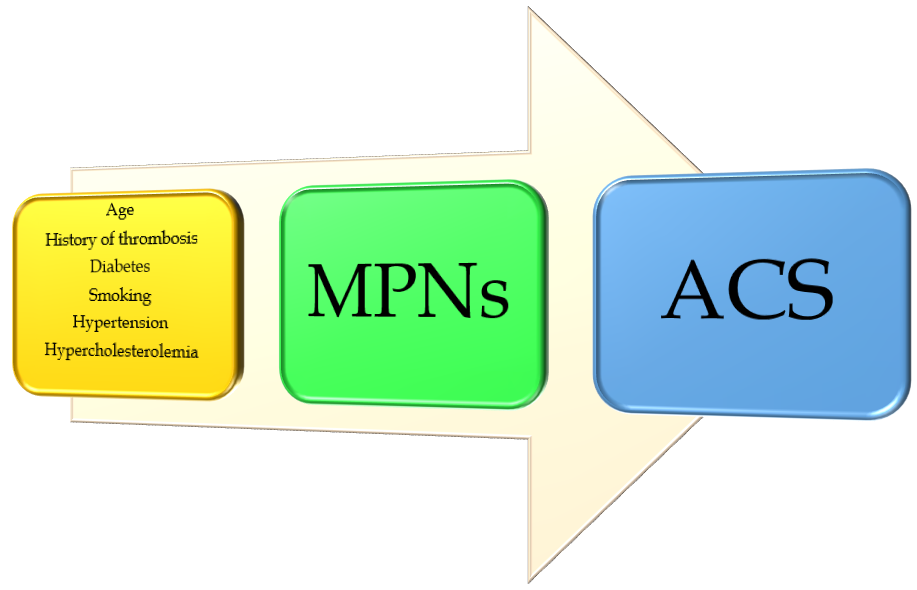 Age
History of thrombosis
Diabetes
Smoking
Hypertension
Hypercholesterolemia
MPNs
ACS